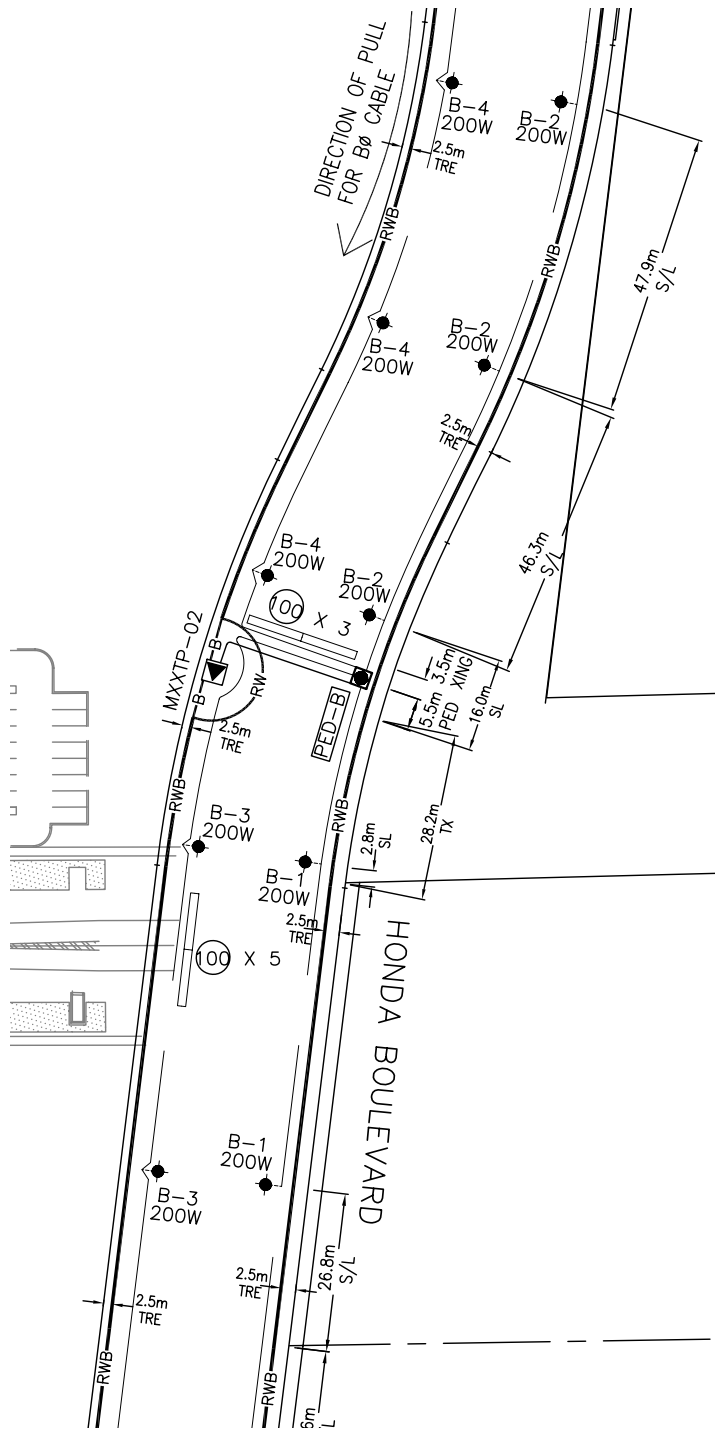 DIRECTION OF PULL
FOR BØ CABLE
B-4
200W
B-2
200W
2.5m
TRE
RWB
RWB
47.9m
S/L
B-4
200W
B-2
200W
2.5m
TRE
46.3m
S/L
B-4
200W
B-2
200W
100 X 3
MXXTP-02
B
B
RW
PED-B
3.5m
5.5m
PED XING
16.0m
SL
2.5m
TRE
28.2m
TX
RWB
RWB
B-3
200W
B-1
200W
2.8m
SL
2.5m
TRE
100 X 5
HONDA BOULEVARD
B-1
200W
B-3
200W
26.8m
S/L
2.5m
TRE
2.5m
TRE
RWB
RWB